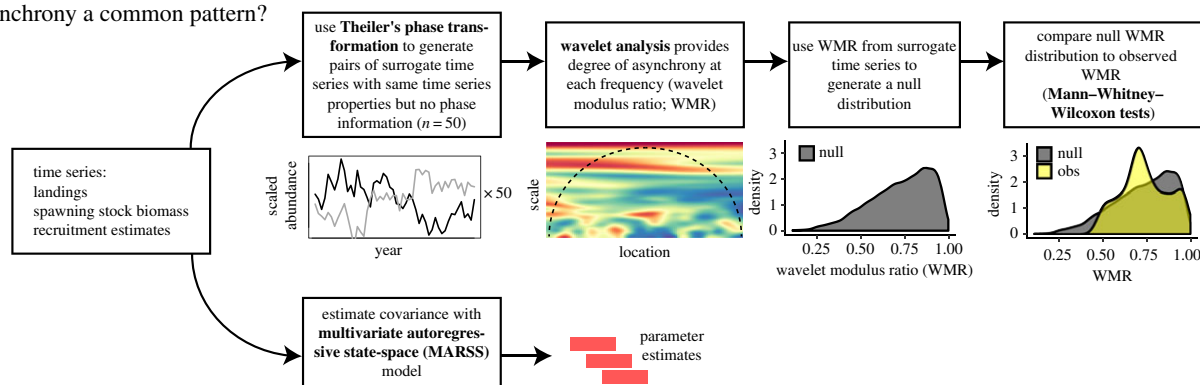 nchrony a common pattern?
use Theiler's phase trans-
formation to generate
pairs of surrogate time
series with same time series
properties but no phase
information (n = 50)
wavelet analysis provides
degree of asynchrony at
each frequency (wavelet
modulus ratio; WMR)
use WMR from surrogate
time series to
generate a null
distribution
compare null WMR
distribution to observed
WMR
(Mann–Whitney–
Wilcoxon tests)
time series:
landings
spawning stock biomass
recruitment estimates
scaled
abundance
year
× 50
scale
location
density
3
2
1
0
null
0.25 0.50 0.75 1.00
wavelet modulus ratio (WMR)
density
3
2
1
0
null
obs
0.25 0.50 0.75 1.00
WMR
estimate covariance with
multivariate autoregres-
sive state-space (MARSS)
model
parameter
estimates